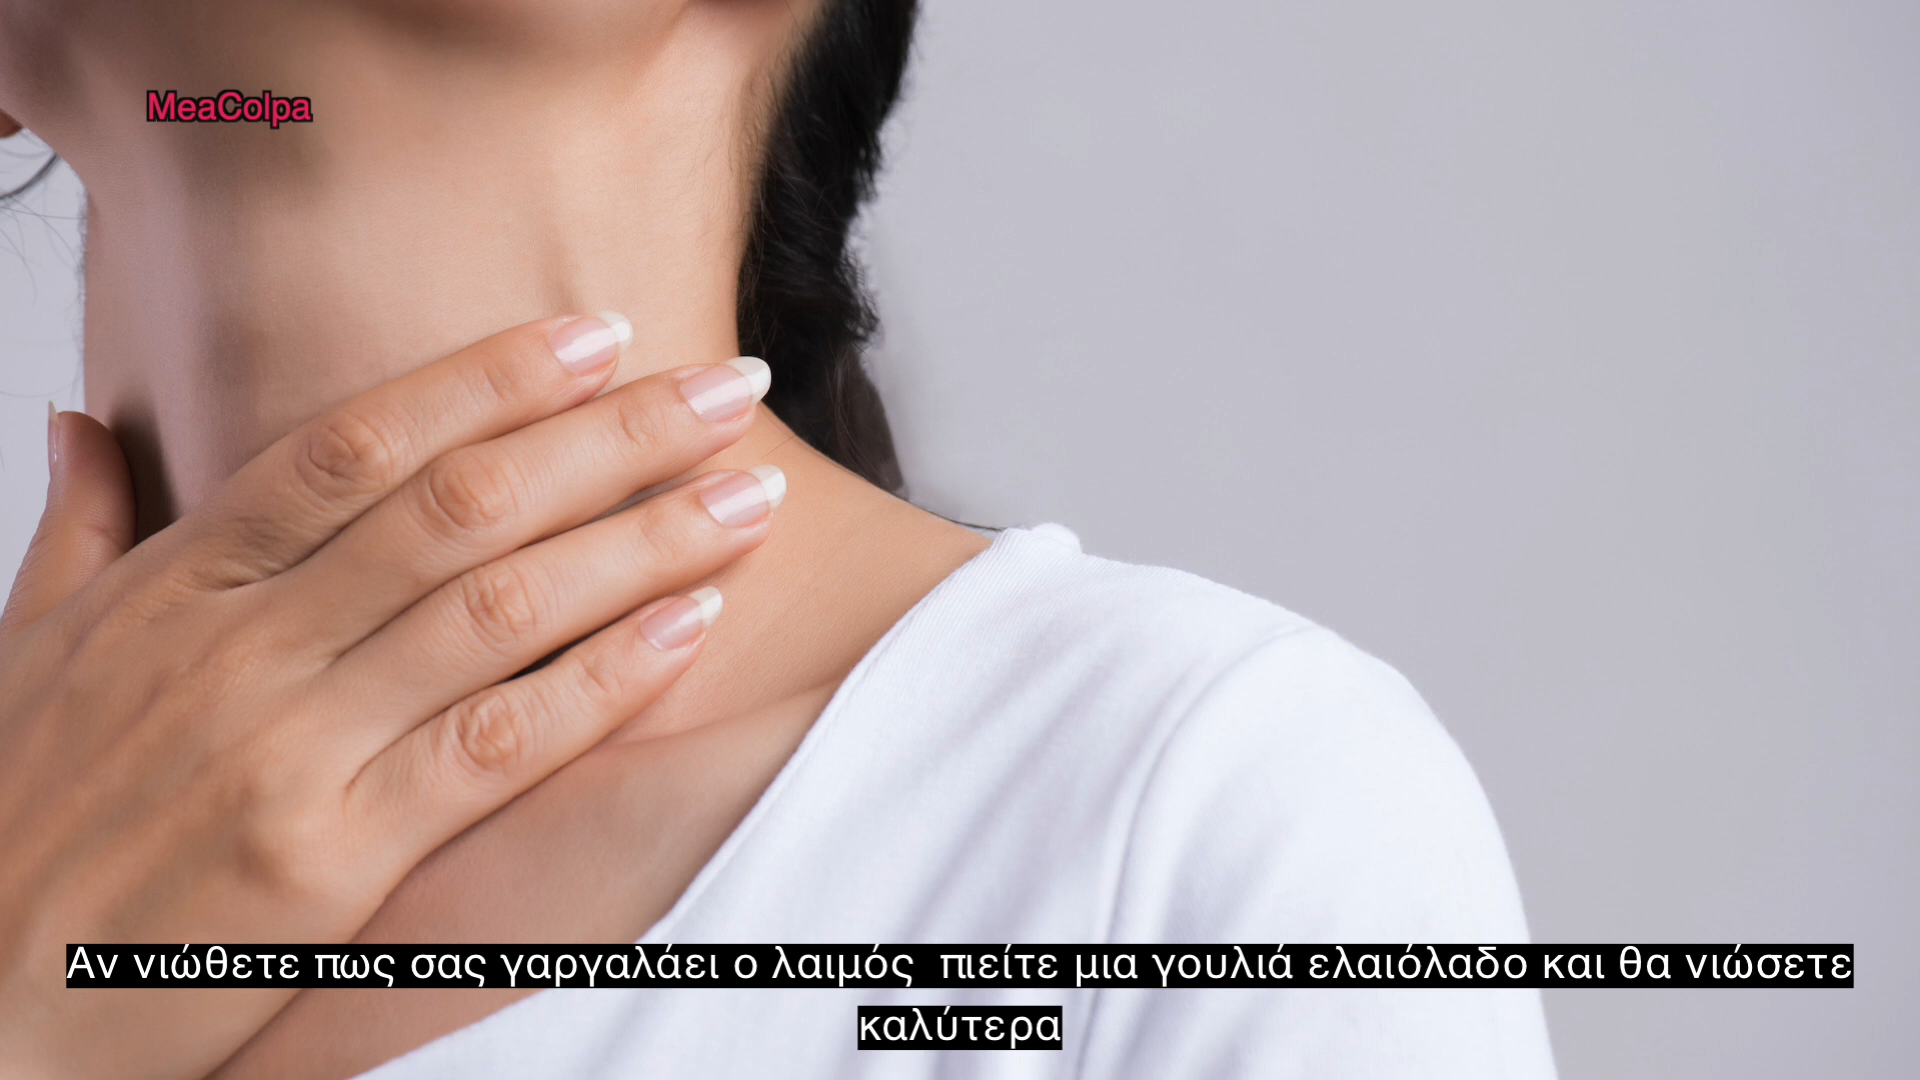 MeaColpa
Αν νιώθετε πως σας γαργαλάει ο λαιμός  πιείτε μια γουλιά ελαιόλαδο και θα νιώσετε
καλύτερα